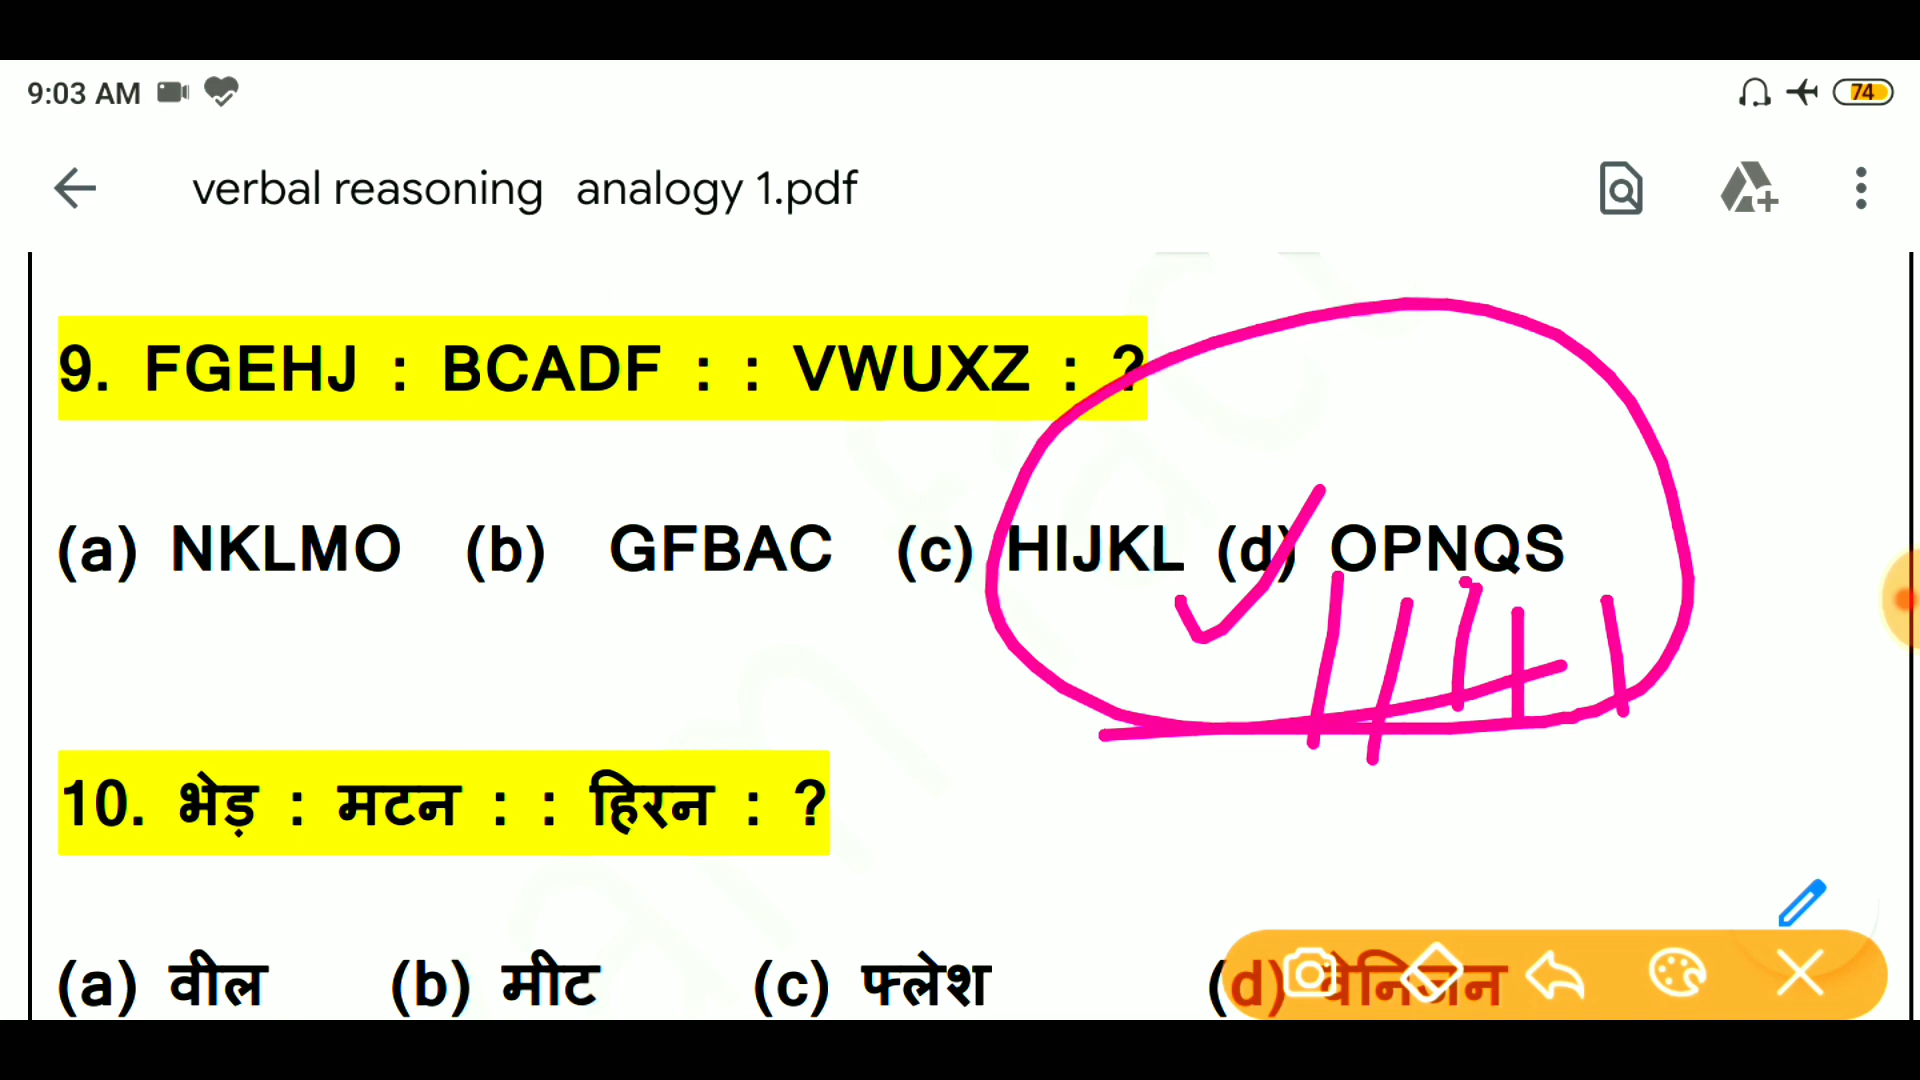 9:03 AM 74
verbal reasoning analogy 1.pdf
9. FGEHJ : BCADF : : VWUXZ : ?
(a) NKLMO (b) GFBAC (c) HIJKL (d) OPNQS
10. भेड़ : मटन : : हिरन : ?
(a) वील (b) मीट (c) फ्लेश (d) वेनिजन